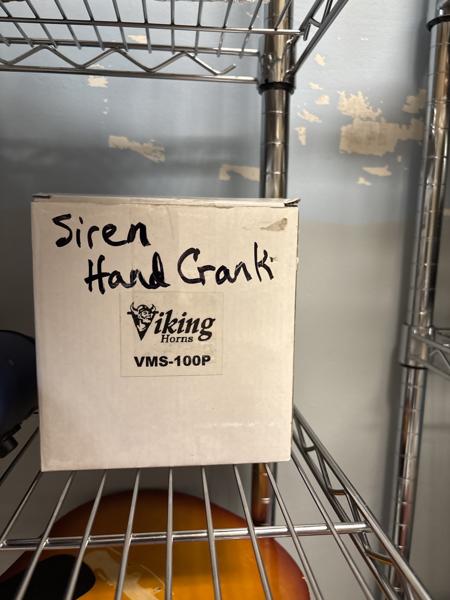 Siren
Hand Crank
Viking
Horns
VMS-100P